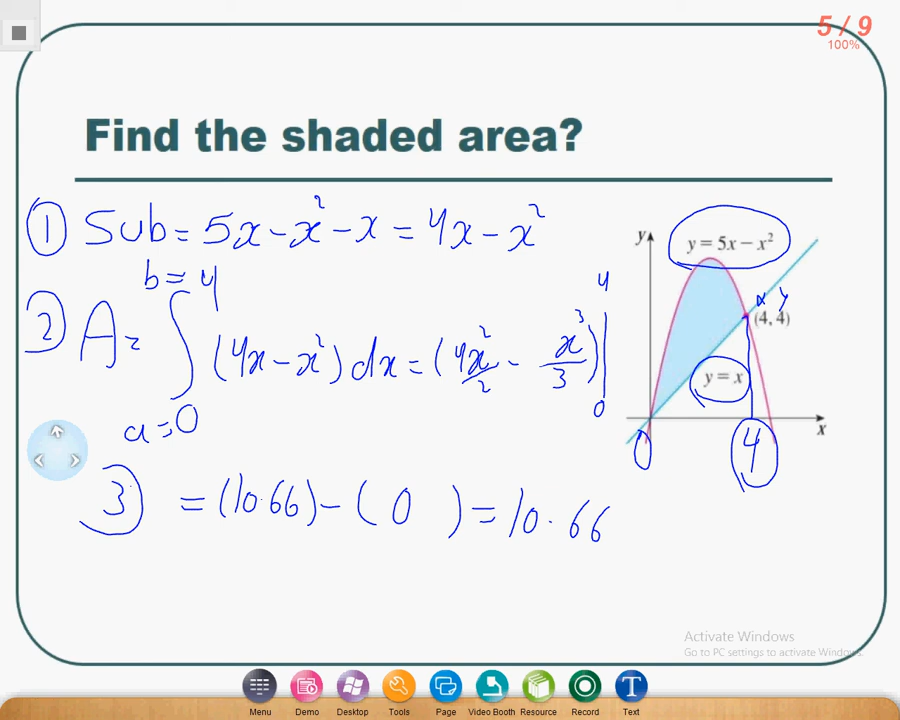 5 / 9
100%
Find the shaded area?
① Sub = 5x - x² - x = 4x - x²
b = 4
② A = ∫ (4x - x²) dx = (4x²/2 - x³/3) |
4
0
a = 0
③ = (10.66) - ( 0 ) = 10.66
y
y = 5x - x²
x y
(4, 4)
y = x
x
0
4
Activate Windows
Go to PC settings to activate Windows.
Menu Demo Desktop Tools Page Video Booth Resource Record Text